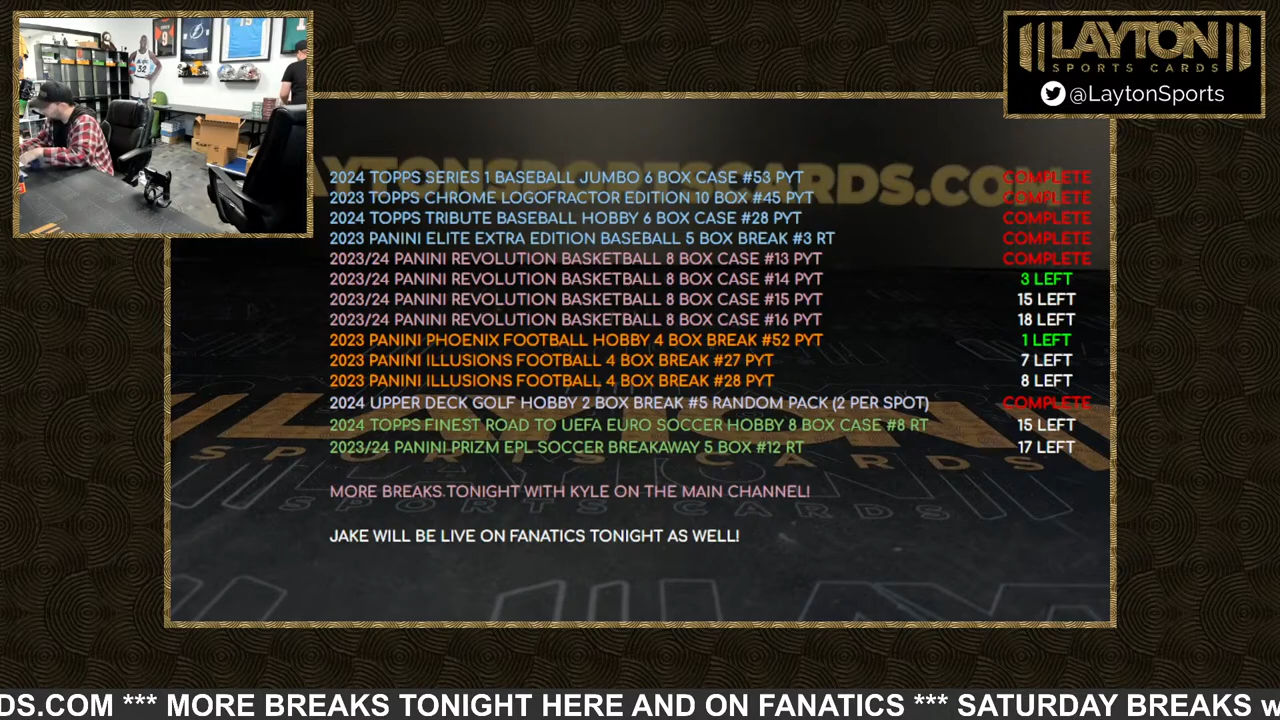 LAYTON
SPORTS CARDS
@LaytonSports
LAYTONSPORTSCARDS.CO
2024 TOPPS SERIES 1 BASEBALL JUMBO 6 BOX CASE #53 PYT COMPLETE
2023 TOPPS CHROME LOGOFRACTOR EDITION 10 BOX #45 PYT COMPLETE
2024 TOPPS TRIBUTE BASEBALL HOBBY 6 BOX CASE #28 PYT COMPLETE
2023 PANINI ELITE EXTRA EDITION BASEBALL 5 BOX BREAK #3 RT COMPLETE
2023/24 PANINI REVOLUTION BASKETBALL 8 BOX CASE #13 PYT COMPLETE
2023/24 PANINI REVOLUTION BASKETBALL 8 BOX CASE #14 PYT 3 LEFT
2023/24 PANINI REVOLUTION BASKETBALL 8 BOX CASE #15 PYT 15 LEFT
2023/24 PANINI REVOLUTION BASKETBALL 8 BOX CASE #16 PYT 18 LEFT
2023 PANINI PHOENIX FOOTBALL HOBBY 4 BOX BREAK #52 PYT 1 LEFT
2023 PANINI ILLUSIONS FOOTBALL 4 BOX BREAK #27 PYT 7 LEFT
2023 PANINI ILLUSIONS FOOTBALL 4 BOX BREAK #28 PYT 8 LEFT
2024 UPPER DECK GOLF HOBBY 2 BOX BREAK #5 RANDOM PACK (2 PER SPOT) COMPLETE
2024 TOPPS FINEST ROAD TO UEFA EURO SOCCER HOBBY 8 BOX CASE #8 RT 15 LEFT
2023/24 PANINI PRIZM EPL SOCCER BREAKAWAY 5 BOX #12 RT 17 LEFT
MORE BREAKS TONIGHT WITH KYLE ON THE MAIN CHANNEL!
JAKE WILL BE LIVE ON FANATICS TONIGHT AS WELL!
DS.COM *** MORE BREAKS TONIGHT HERE AND ON FANATICS *** SATURDAY BREAKS w